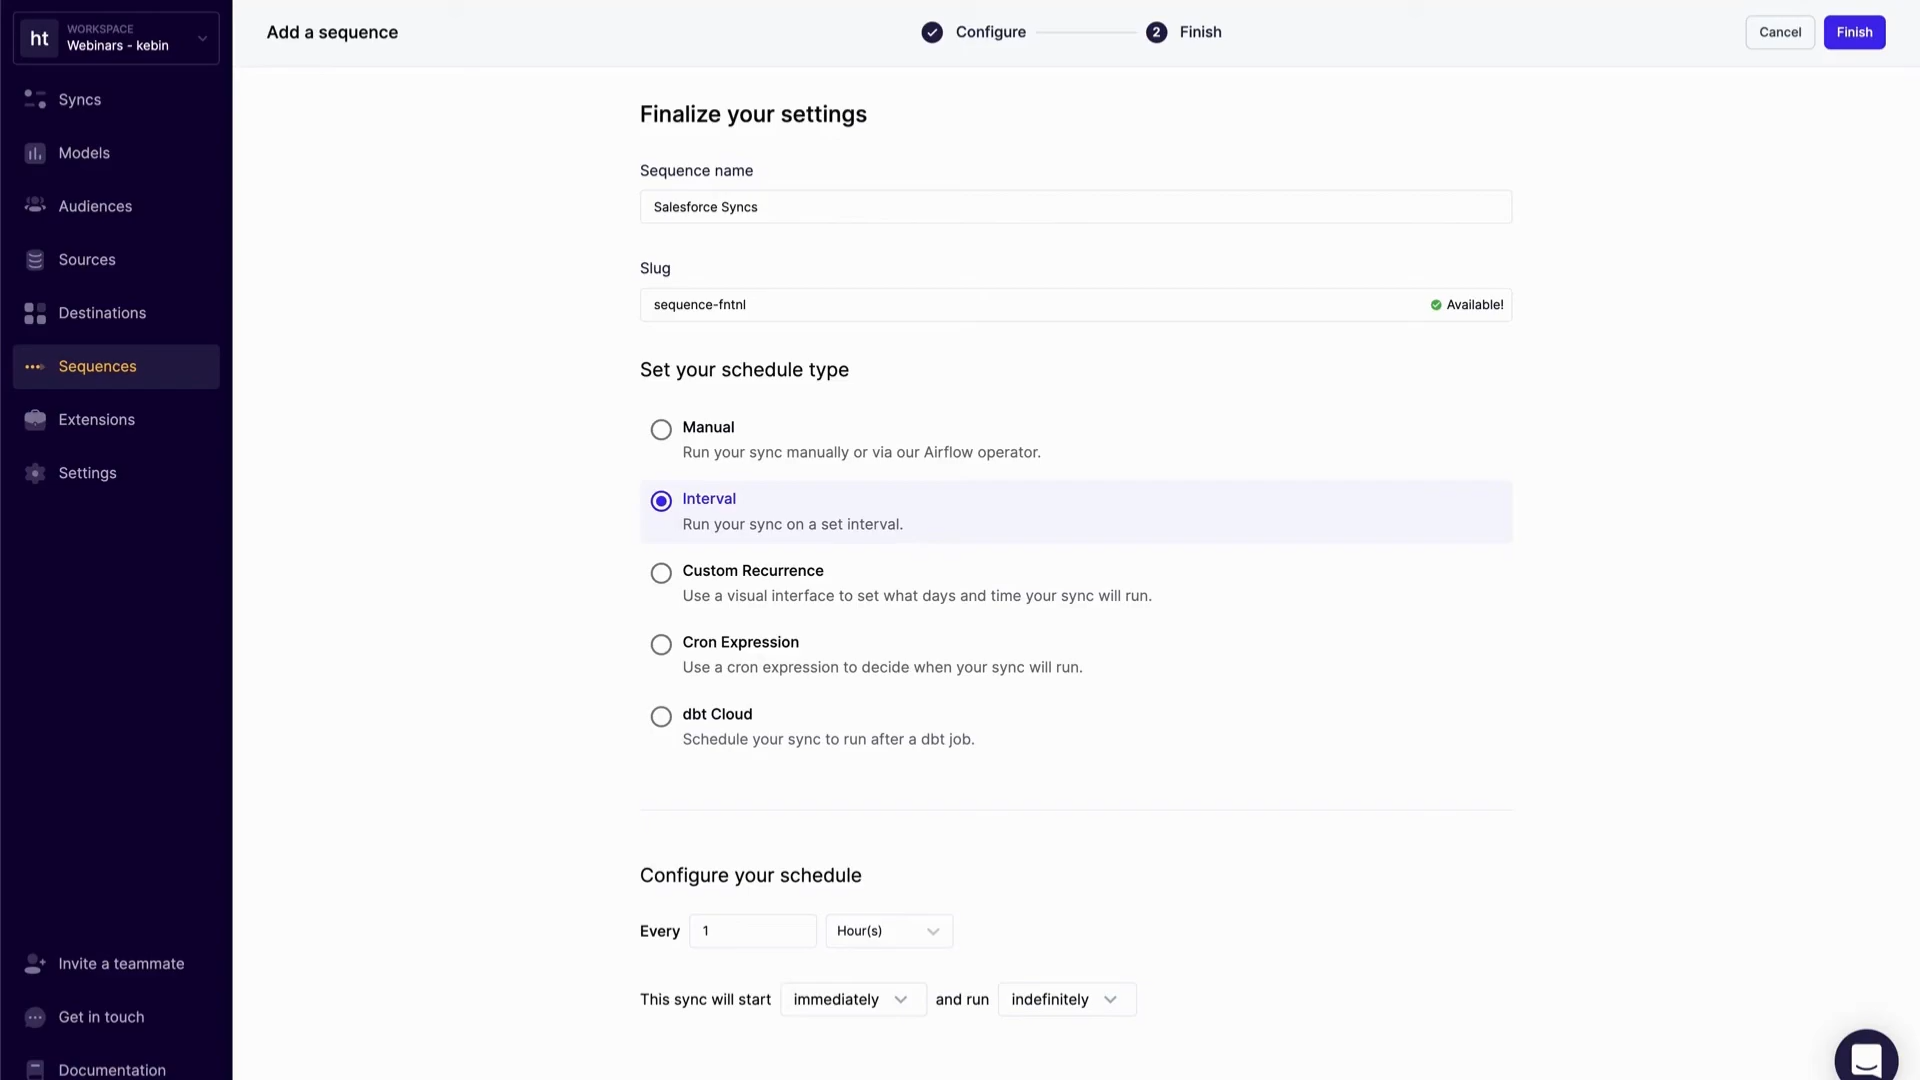 ht
WORKSPACE
Webinars - kebin
Syncs
Models
Audiences
Sources
Destinations
Sequences
Extensions
Settings
Invite a teammate
Get in touch
Documentation
Add a sequence
Configure
2 Finish
Cancel
Finish
Finalize your settings
Sequence name
Salesforce Syncs
Slug
sequence-fntnl
Available!
Set your schedule type
Manual
Run your sync manually or via our Airflow operator.
Interval
Run your sync on a set interval.
Custom Recurrence
Use a visual interface to set what days and time your sync will run.
Cron Expression
Use a cron expression to decide when your sync will run.
dbt Cloud
Schedule your sync to run after a dbt job.
Configure your schedule
Every 1 Hour(s)
This sync will start immediately and run indefinitely